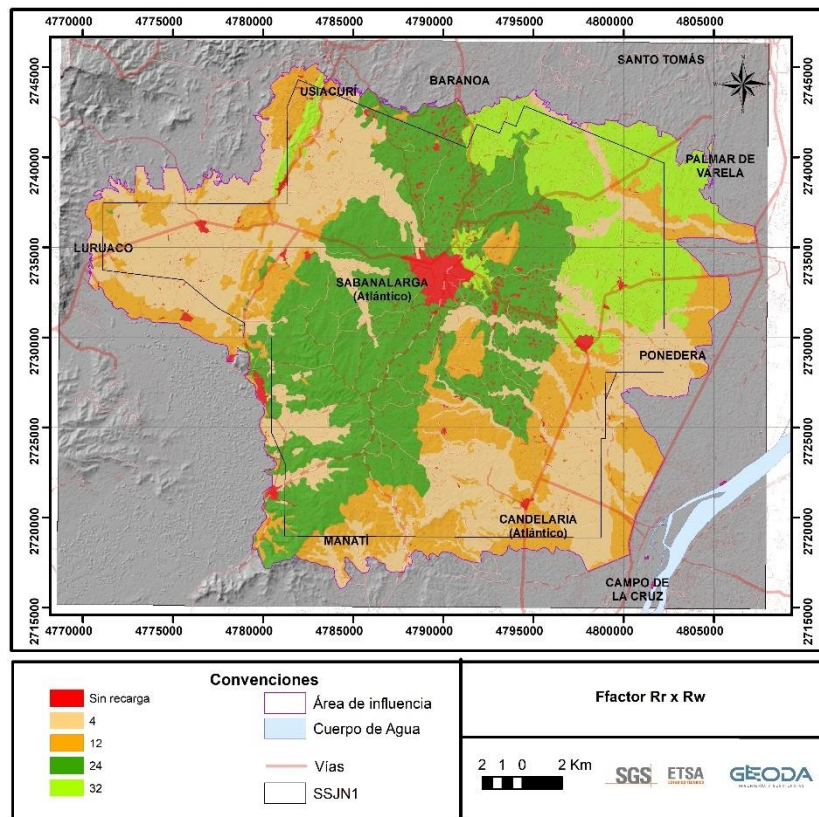 4770000 4775000 4780000 4785000 4790000 4795000 4800000 4805000
2745000
2740000
2735000
2730000
2725000
2720000
2715000
SANTO TOMÁS
BARANOA
USIACURÍ
PALMAR DE
VARELA
LURUACO
SABANALARGA
(Atlántico)
PONEDERA
CANDELARIA
(Atlántico)
MANATÍ
CAMPO DE
LA CRUZ
N
2745000
2740000
2735000
2730000
2725000
2720000
2715000
4770000 4775000 4780000 4785000 4790000 4795000 4800000 4805000
Convenciones
Sin recarga
4
12
24
32
Área de influencia
Cuerpo de Agua
Vías
SSJN1
Ffactor Rr x Rw
2 1 0 2 Km
SGS ETSA GEODA